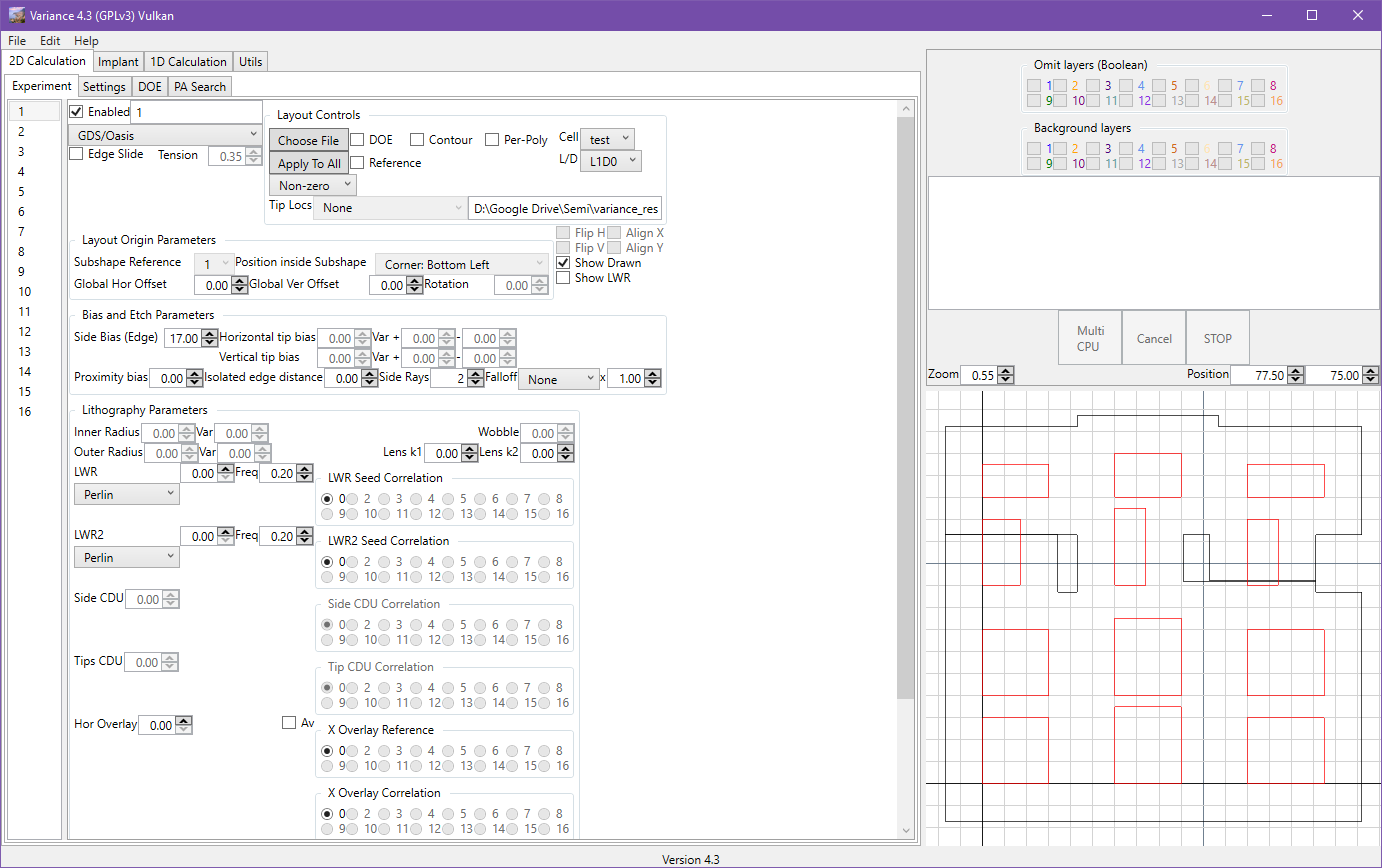 Variance 4.3 (GPLv3) Vulkan
File Edit Help
2D Calculation Implant 1D Calculation Utils
Experiment Settings DOE PA Search
1
2
3
4
5
6
7
8
9
10
11
12
13
14
15
16
Enabled 1
GDS/Oasis
Edge Slide Tension 0.35
Layout Controls
Choose File DOE Contour Per-Poly Cell test
Apply To All Reference L/D L1D0
Non-zero
Tip Locs None D:\Google Drive\Semi\variance_res
Layout Origin Parameters
Subshape Reference 1 Position inside Subshape Corner: Bottom Left
Global Hor Offset 0.00 Global Ver Offset 0.00 Rotation 0.00
Flip H Align X
Flip V Align Y
Show Drawn
Show LWR
Bias and Etch Parameters
Side Bias (Edge) 17.00 Horizontal tip bias 0.00 Var + 0.00 - 0.00
Vertical tip bias 0.00 Var + 0.00 - 0.00
Proximity bias 0.00 Isolated edge distance 0.00 Side Rays 2 Falloff None x 1.00
Lithography Parameters
Inner Radius 0.00 Var 0.00 Wobble 0.00
Outer Radius 0.00 Var 0.00 Lens k1 0.00 Lens k2 0.00
LWR 0.00 Freq 0.20
Perlin
LWR Seed Correlation
0 2 3 4 5 6 7 8
9 10 11 12 13 14 15 16
LWR2 0.00 Freq 0.20
Perlin
LWR2 Seed Correlation
0 2 3 4 5 6 7 8
9 10 11 12 13 14 15 16
Side CDU 0.00
Side CDU Correlation
0 2 3 4 5 6 7 8
9 10 11 12 13 14 15 16
Tips CDU 0.00
Tip CDU Correlation
0 2 3 4 5 6 7 8
9 10 11 12 13 14 15 16
Hor Overlay 0.00 Av
X Overlay Reference
0 2 3 4 5 6 7 8
9 10 11 12 13 14 15 16
X Overlay Correlation
0 2 3 4 5 6 7 8
9 10 11 12 13 14 15 16
Omit layers (Boolean)
1 2 3 4 5 6 7 8
9 10 11 12 13 14 15 16
Background layers
1 2 3 4 5 6 7 8
9 10 11 12 13 14 15 16
Multi
CPU
Cancel
STOP
Zoom 0.55 Position 77.50 75.00
Version 4.3